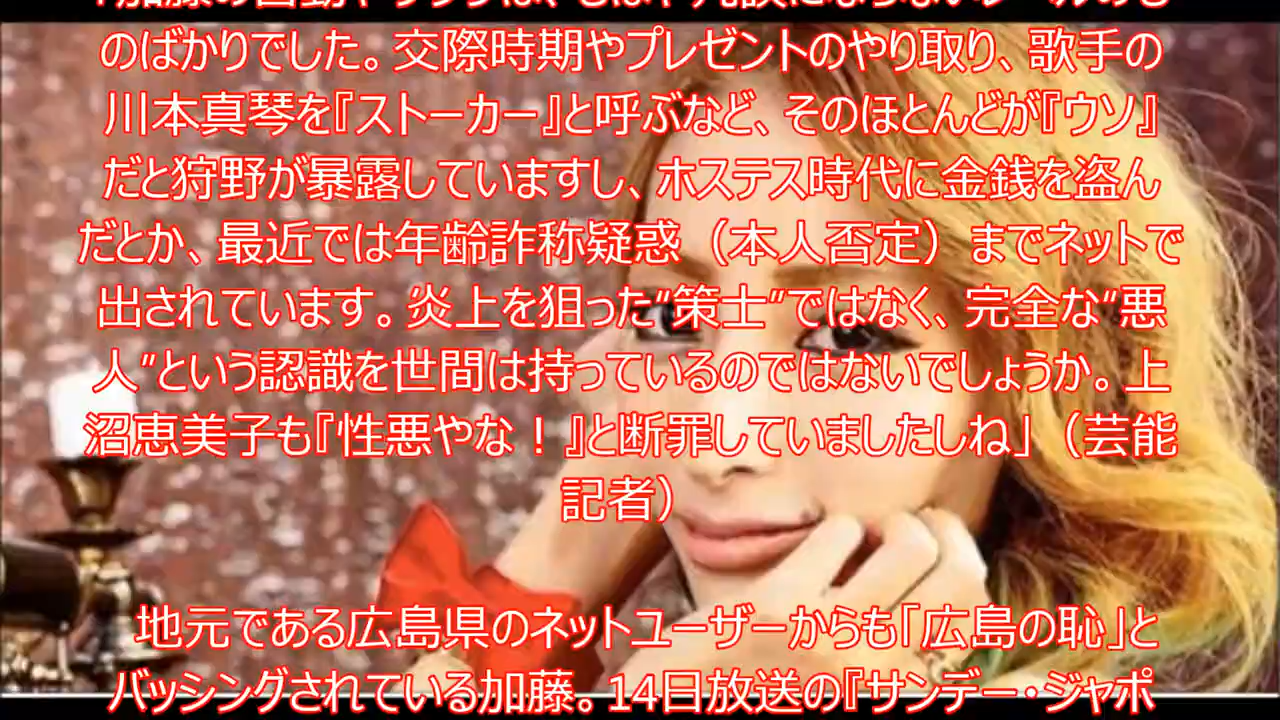 のばかりでした。交際時期やプレゼントのやり取り、歌手の
川本真琴を『ストーカー』と呼ぶなど、そのほとんどが『ウソ』
だと狩野が暴露していますし、ホステス時代に金銭を盗ん
だとか、最近では年齢詐称疑惑（本人否定）までネットで
出されています。炎上を狙った“策士”ではなく、完全な“悪
人”という認識を世間は持っているのではないでしょうか。上
沼恵美子も『性悪やな！』と断罪していましたしね」（芸能
記者）
地元である広島県のネットユーザーからも「広島の恥」と
バッシングされている加藤。14日放送の『サンデー・ジャポ